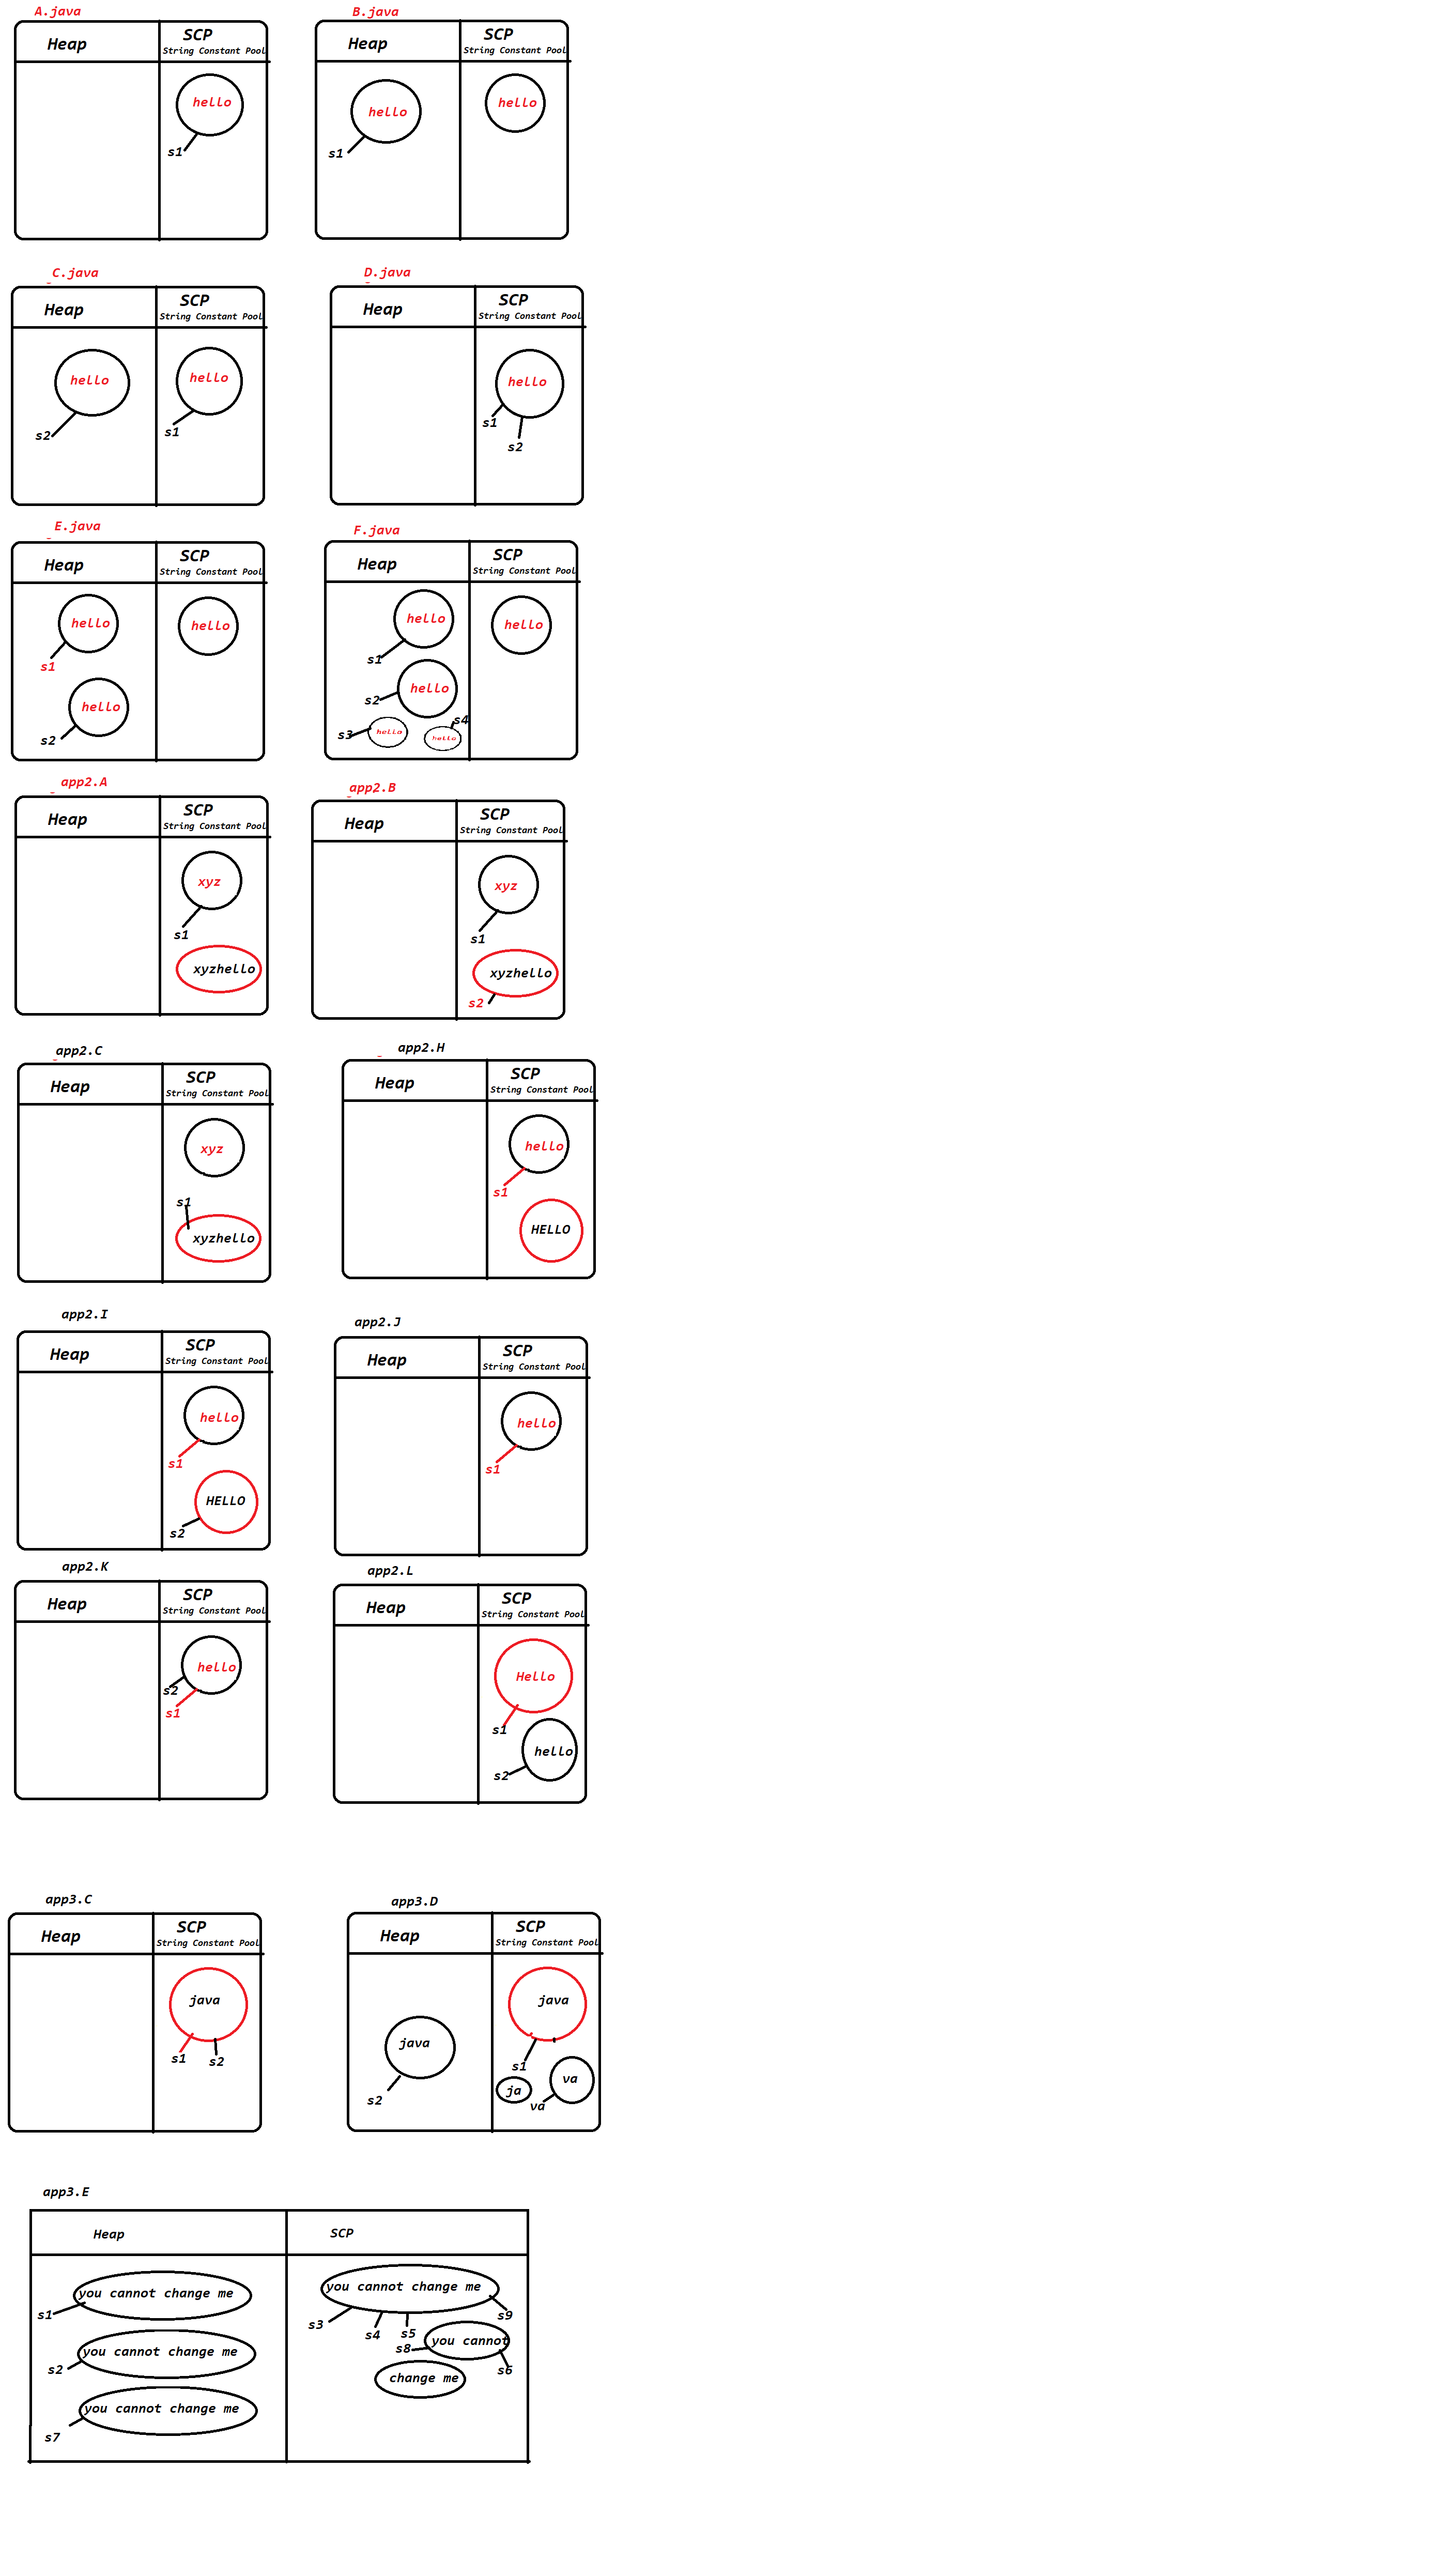 A.java
Heap
SCP
String Constant Pool
hello
s1
B.java
Heap
SCP
String Constant Pool
hello
s1
hello
C.java
Heap
SCP
String Constant Pool
hello
s2
hello
s1
D.java
Heap
SCP
String Constant Pool
hello
s1
s2
E.java
Heap
SCP
String Constant Pool
hello
s1
hello
s2
hello
F.java
Heap
SCP
String Constant Pool
hello
s1
hello
s2
s3
hello
s4
hello
hello
app2.A
Heap
SCP
String Constant Pool
xyz
s1
xyzhello
app2.B
Heap
SCP
String Constant Pool
xyz
s1
xyzhello
s2
app2.C
Heap
SCP
String Constant Pool
xyz
s1
xyzhello
app2.H
Heap
SCP
String Constant Pool
hello
s1
HELLO
app2.I
Heap
SCP
String Constant Pool
hello
s1
HELLO
s2
app2.J
Heap
SCP
String Constant Pool
hello
s1
app2.K
Heap
SCP
String Constant Pool
hello
s2
s1
app2.L
Heap
SCP
String Constant Pool
Hello
s1
hello
s2
app3.C
Heap
SCP
String Constant Pool
java
s1
s2
app3.D
Heap
SCP
String Constant Pool
java
s2
java
s1
ja
va
va
app3.E
Heap
SCP
you cannot change me
s1
you cannot change me
s2
you cannot change me
s7
you cannot change me
s3
s4
s5
s9
s8
you cannot
s6
change me